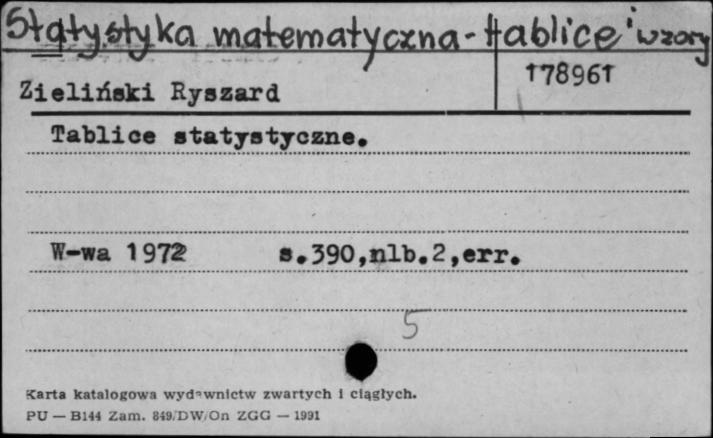 Statystyka matematyczna - tablice i wzory
178961
Zieliński Ryszard
Tablice statystyczne.
W-wa 1972 s.390,nlb.2,err.
5
Karta katalogowa wydawnictw zwartych i ciągłych.
PU — B144 Zam. 849/DW/On ZGG — 1991